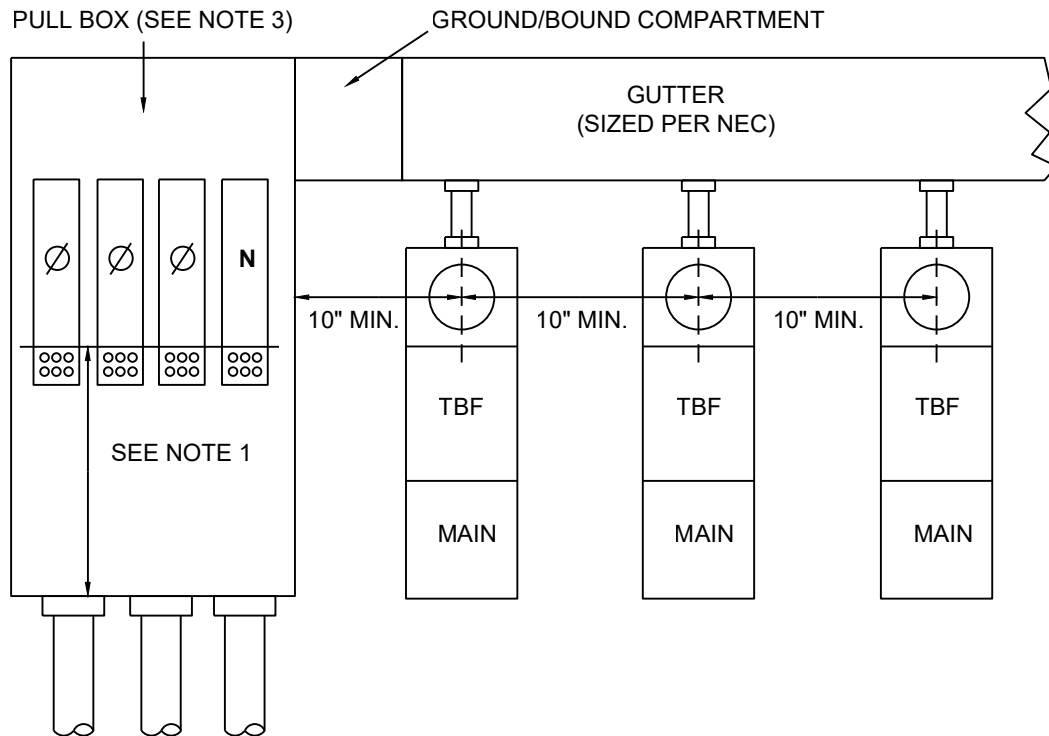 PULL BOX (SEE NOTE 3)
GROUND/BOUND COMPARTMENT
GUTTER
(SIZED PER NEC)
Ø Ø Ø N
10" MIN. 10" MIN. 10" MIN.
TBF TBF TBF
SEE NOTE 1
MAIN MAIN MAIN